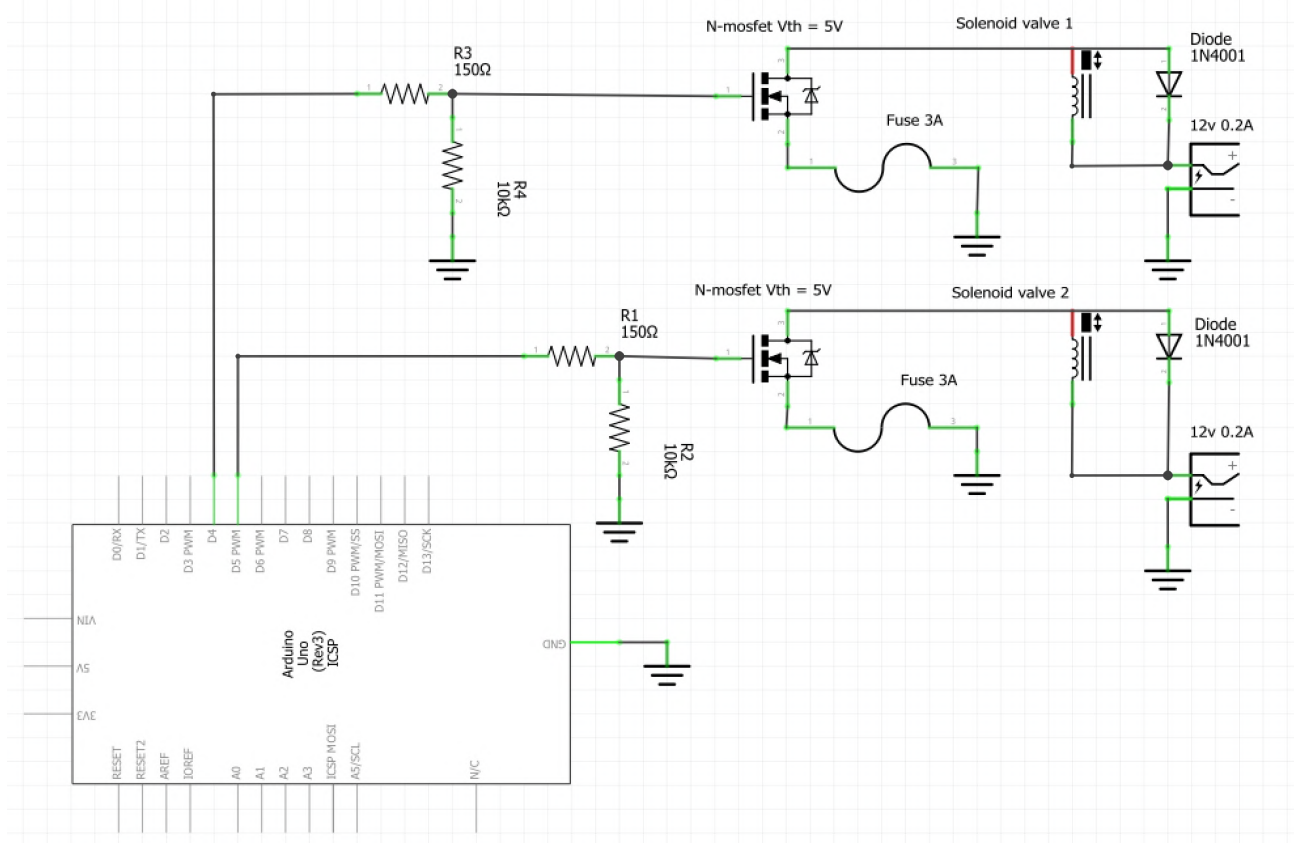 N-mosfet Vth = 5V
Solenoid valve 1
Diode
1N4001
R3
150Ω
3
1
1
2
1
2
Fuse 3A
12v 0.2A
1
2
1
3
+
-
R4
10kΩ
2
N-mosfet Vth = 5V
Solenoid valve 2
R1
150Ω
3
1
Diode
1N4001
1
2
1
2
Fuse 3A
1
2
1
3
12v 0.2A
R2
10kΩ
2
+
-
D0/RX
D1/TX
D2
D3 PWM
D4
D5 PWM
D6 PWM
D7
D8
D9 PWM
D10 PWM/SS
D11 PWM/MOSI
D12/MISO
D13/SCK
VIN
5V
3V3
Arduino
Uno
(Rev3)
ICSP
GND
RESET
RESET2
AREF
IOREF
A0
A1
A2
A3
ICSP MOSI
A5/SCL
N/C